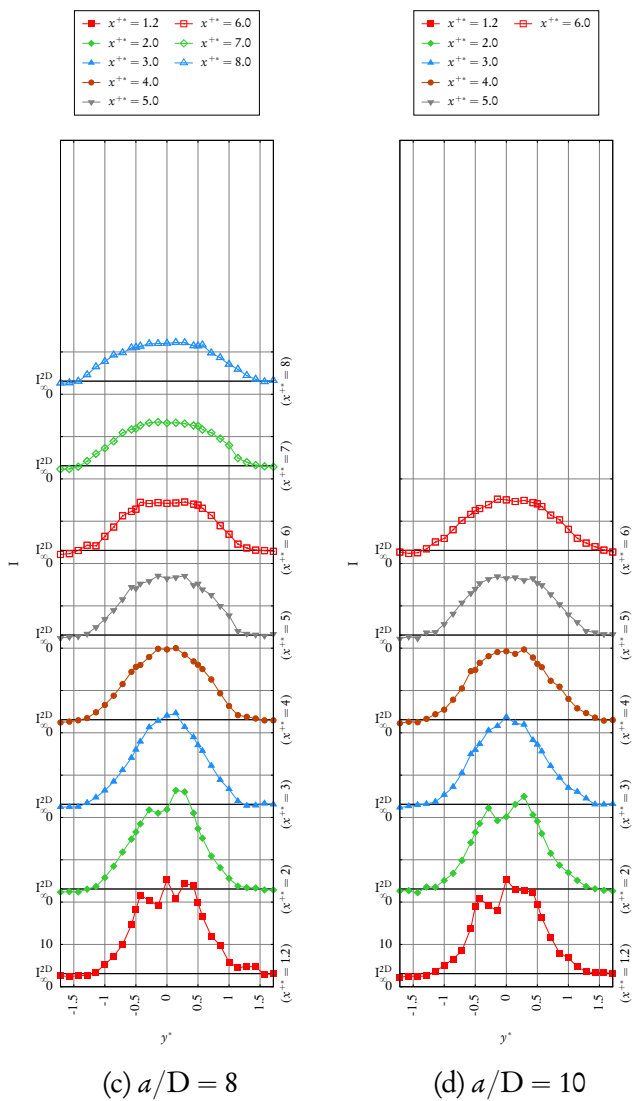 x⁺* = 1.2
x⁺* = 2.0
x⁺* = 3.0
x⁺* = 4.0
x⁺* = 5.0
x⁺* = 6.0
x⁺* = 7.0
x⁺* = 8.0
I
I∞²ᴰ
0
(x⁺* = 8)
I∞²ᴰ
0
(x⁺* = 7)
I∞²ᴰ
0
(x⁺* = 6)
I∞²ᴰ
0
(x⁺* = 5)
I∞²ᴰ
0
(x⁺* = 4)
I∞²ᴰ
0
(x⁺* = 3)
I∞²ᴰ
0
(x⁺* = 2)
10
I∞²ᴰ
0
(x⁺* = 1.2)
-1.5
-1
-0.5
0
0.5
1
1.5
y*
(c) a/D = 8
x⁺* = 1.2
x⁺* = 2.0
x⁺* = 3.0
x⁺* = 4.0
x⁺* = 5.0
x⁺* = 6.0
I
I∞²ᴰ
0
(x⁺* = 6)
I∞²ᴰ
0
(x⁺* = 5)
I∞²ᴰ
0
(x⁺* = 4)
I∞²ᴰ
0
(x⁺* = 3)
I∞²ᴰ
0
(x⁺* = 2)
10
I∞²ᴰ
0
(x⁺* = 1.2)
-1.5
-1
-0.5
0
0.5
1
1.5
y*
(d) a/D = 10